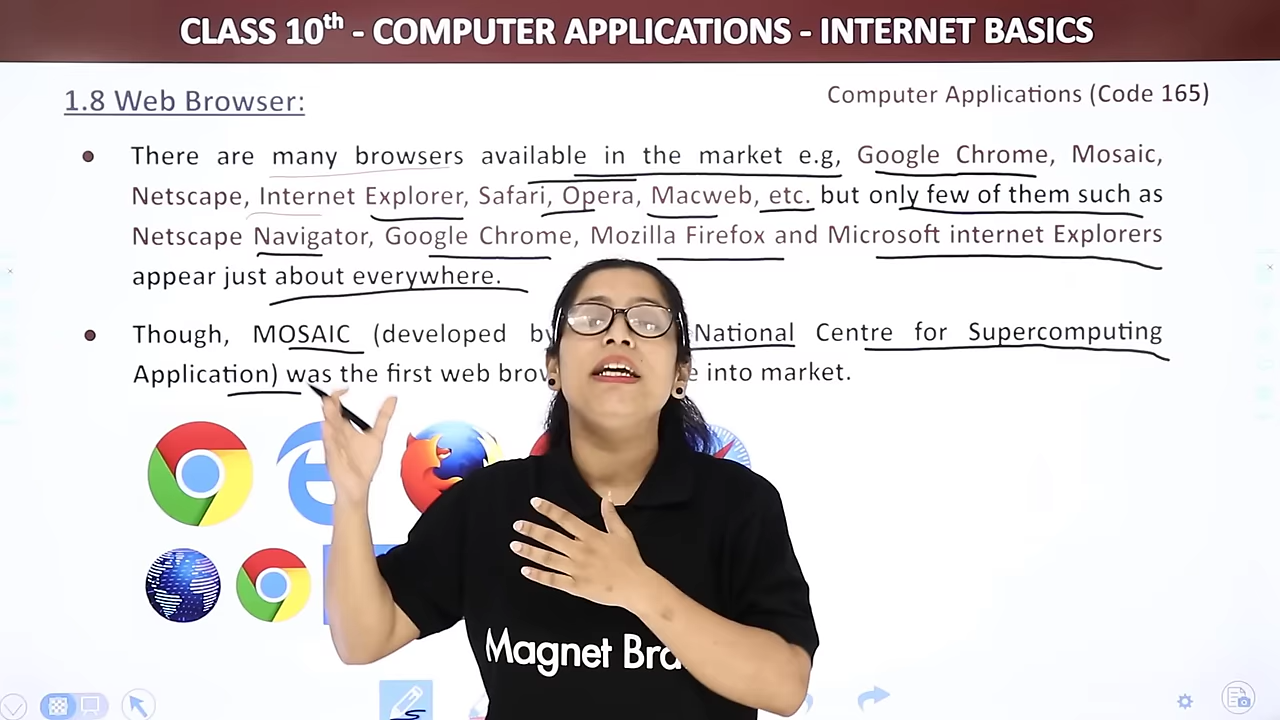 CLASS 10th - COMPUTER APPLICATIONS - INTERNET BASICS
1.8 Web Browser:
Computer Applications (Code 165)
There are many browsers available in the market e.g, Google Chrome, Mosaic,
Netscape, Internet Explorer, Safari, Opera, Macweb, etc. but only few of them such as
Netscape Navigator, Google Chrome, Mozilla Firefox and Microsoft internet Explorers
appear just about everywhere.
Though, MOSAIC (developed National Centre for Supercomputing
Application) was the first web into market.
Magnet